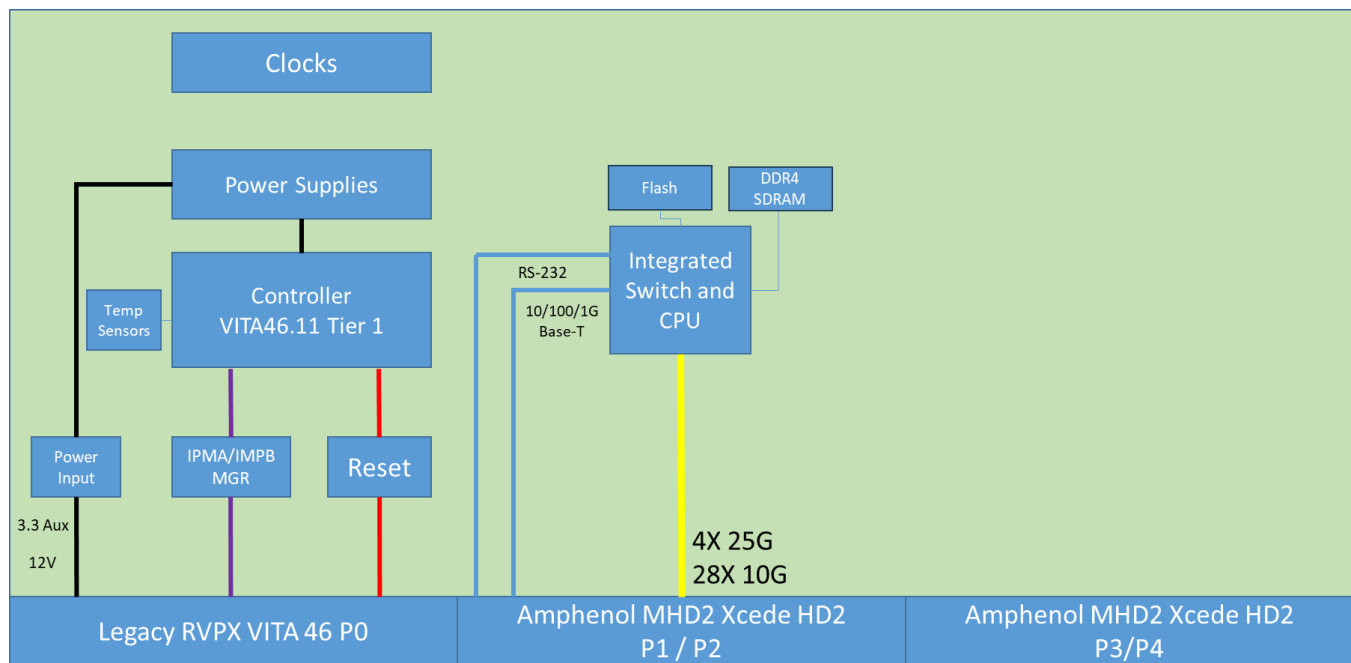 Clocks
Power Supplies
Controller
VITA46.11 Tier 1
Temp
Sensors
Power
Input
IPMA/IMPB
MGR
Reset
3.3 Aux
12V
Flash
DDR4
SDRAM
Integrated
Switch and
CPU
RS-232
10/100/1G
Base-T
4X 25G
28X 10G
Legacy RVPX VITA 46 P0
Amphenol MHD2 Xcede HD2
P1 / P2
Amphenol MHD2 Xcede HD2
P3/P4